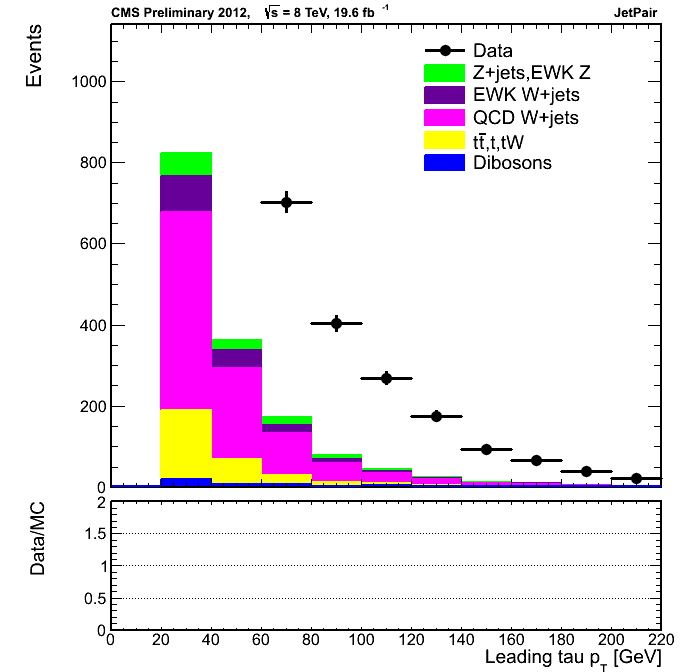 CMS Preliminary 2012, √s = 8 TeV, 19.6 fb⁻¹ JetPair
Events
1000
800
600
400
200
0
Data
Z+jets,EWK Z
EWK W+jets
QCD W+jets
tt̄,t,tW
Dibosons
Data/MC
2
1.5
1
0.5
0
0 20 40 60 80 100 120 140 160 180 200 220
Leading tau p_T [GeV]